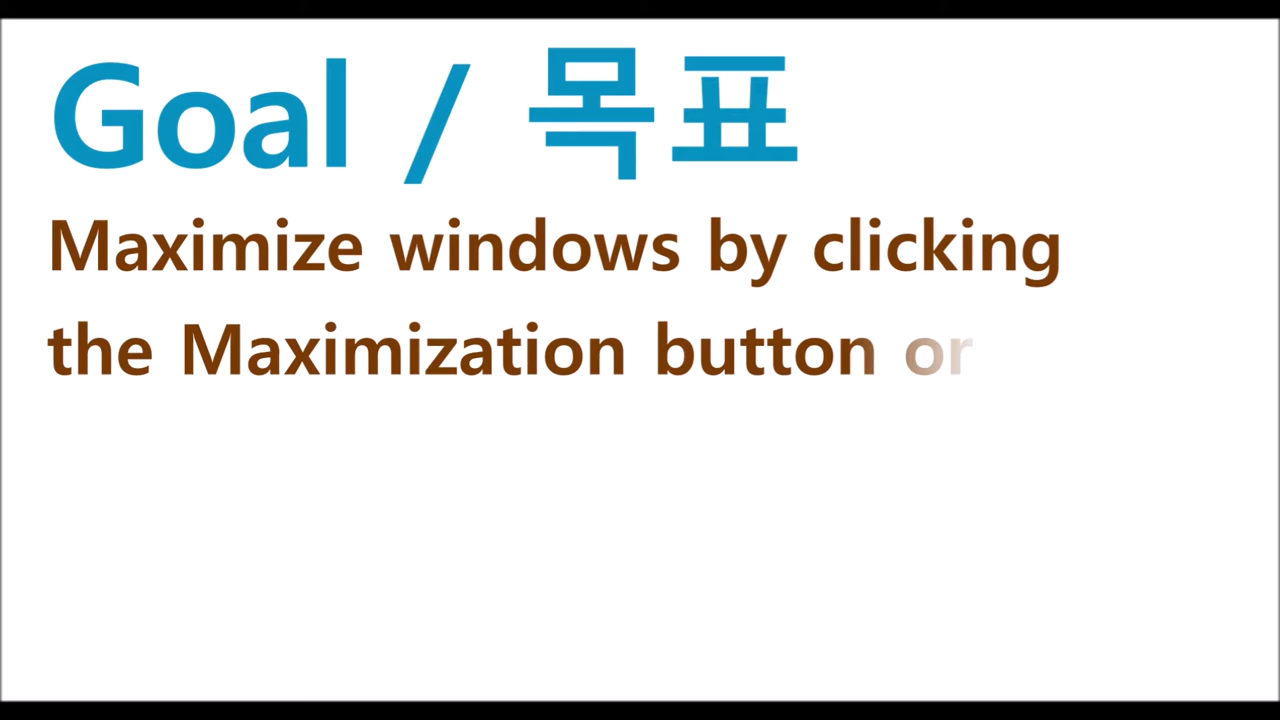 Goal / 목표
Maximize windows by clicking
the Maximization button or